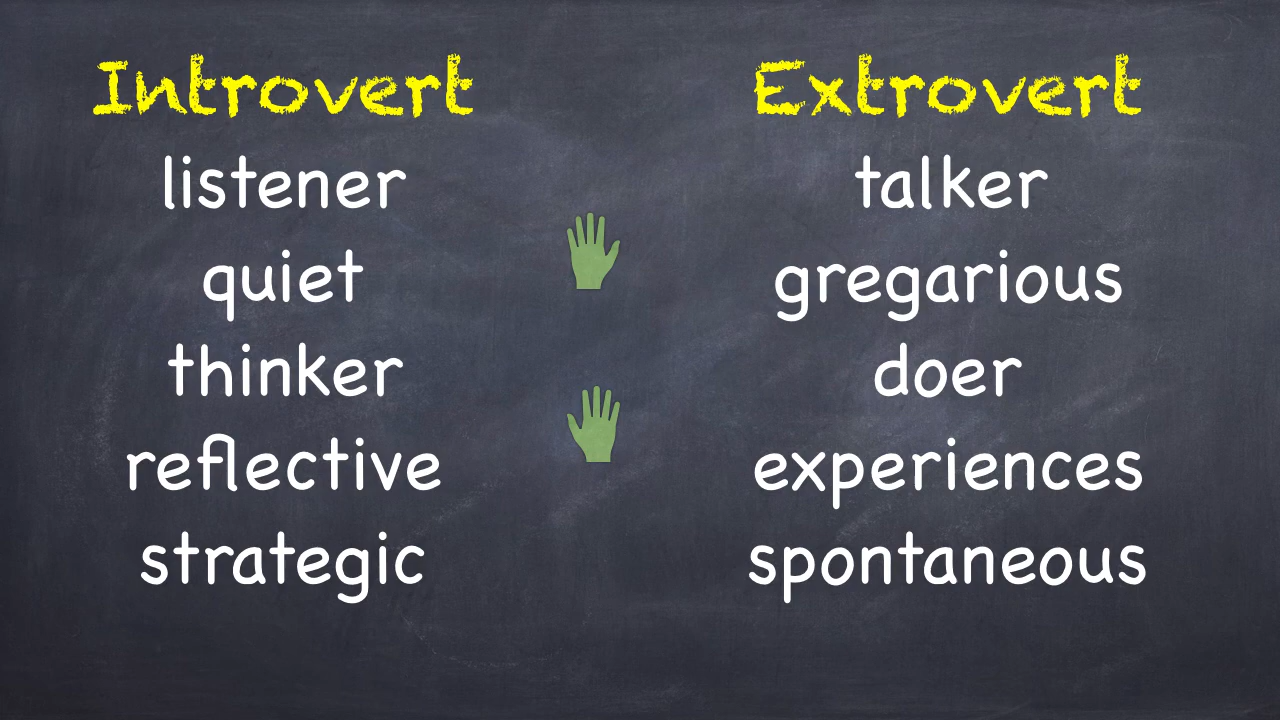 Introvert
listener
quiet
thinker
reflective
strategic
Extrovert
talker
gregarious
doer
experiences
spontaneous